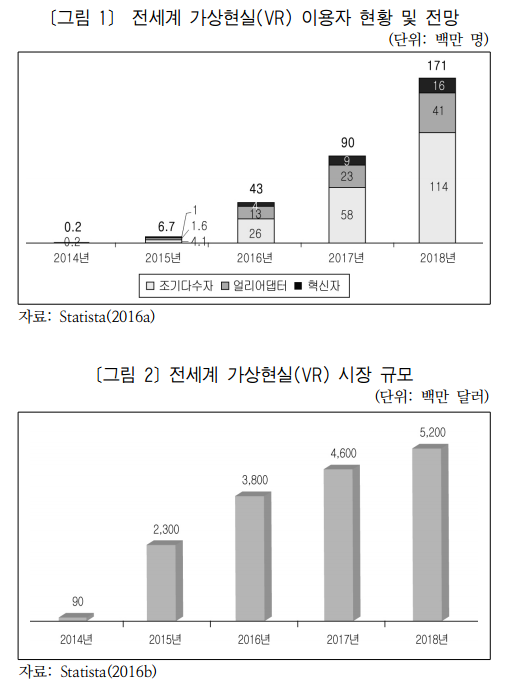 〔그림 1〕 전세계 가상현실(VR) 이용자 현황 및 전망
(단위: 백만 명)
171
16
41
114
90
9
23
58
43
4
13
26
6.7
1
1.6
4.1
0.2
0.2
2014년 2015년 2016년 2017년 2018년
조기다수자 얼리어댑터 혁신자
자료: Statista(2016a)
〔그림 2〕 전세계 가상현실(VR) 시장 규모
(단위: 백만 달러)
5,200
4,600
3,800
2,300
90
2014년 2015년 2016년 2017년 2018년
자료: Statista(2016b)